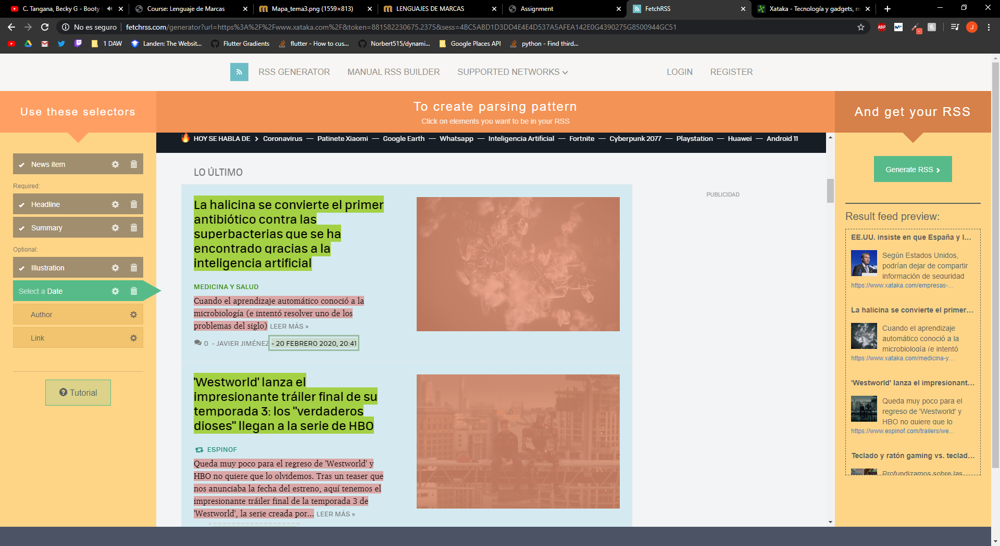 C. Tangana, Becky G - Booty
Course: Lenguaje de Marcas
Mapa_tema3.png (1559×813)
LENGUAJES DE MARCAS
Assignment
FetchRSS
Xataka - Tecnología y gadgets, m
No es seguro
fetchrss.com/generator?url=https%3A%2F%2Fwww.xataka.com%2F&token=881582230675.2375&sess=4BC5ABD1D3DD4E4E4D537A5AFEA142E0G4390275G8500944GC51
ABP
J
1 DAW
Landen: The Websit...
Flutter Gradients
flutter - How to cus...
Norbert515/dynami...
Google Places API
python - Find third...
RSS GENERATOR
MANUAL RSS BUILDER
SUPPORTED NETWORKS
LOGIN
REGISTER
Use these selectors
To create parsing pattern
Click on elements you want to be in your RSS
And get your RSS
News item
Required:
Headline
Summary
Optional:
Illustration
Select a Date
Author
Link
Tutorial
HOY SE HABLA DE > Coronavirus — Patinete Xiaomi — Google Earth — Whatsapp — Inteligencia Artificial — Fortnite — Cyberpunk 2077 — Playstation — Huawei — Android 11
LO ÚLTIMO
La halicina se convierte el primer
antibiótico contra las
superbacterias que se ha
encontrado gracias a la
inteligencia artificial
MEDICINA Y SALUD
Cuando el aprendizaje automático conoció a la
microbiología (e intentó resolver uno de los
problemas del siglo) LEER MÁS »
0 - JAVIER JIMÉNEZ - 20 FEBRERO 2020, 20:41
'Westworld' lanza el
impresionante tráiler final de su
temporada 3: los "verdaderos
dioses" llegan a la serie de HBO
ESPINOF
Queda muy poco para el regreso de 'Westworld' y
HBO no quiere que lo olvidemos. Tras un teaser que
nos anunciaba la fecha del estreno, aquí tenemos el
impresionante tráiler final de la temporada 3 de
'Westworld', la serie creada por... LEER MÁS »
PUBLICIDAD
Generate RSS
Result feed preview:
EE.UU. insiste en que España y l...
Según Estados Unidos,
podrían dejar de compartir
información de seguridad
https://www.xataka.com/empresas-...
La halicina se convierte el primer...
Cuando el aprendizaje
automático conoció a la
microbiología (e intentó
https://www.xataka.com/medicina-y...
'Westworld' lanza el impresionant...
Queda muy poco para el
regreso de 'Westworld' y
HBO no quiere que lo
https://www.espinof.com/trailers/we...
Teclado y ratón gaming vs. teclad...
Profundizamos sobre las